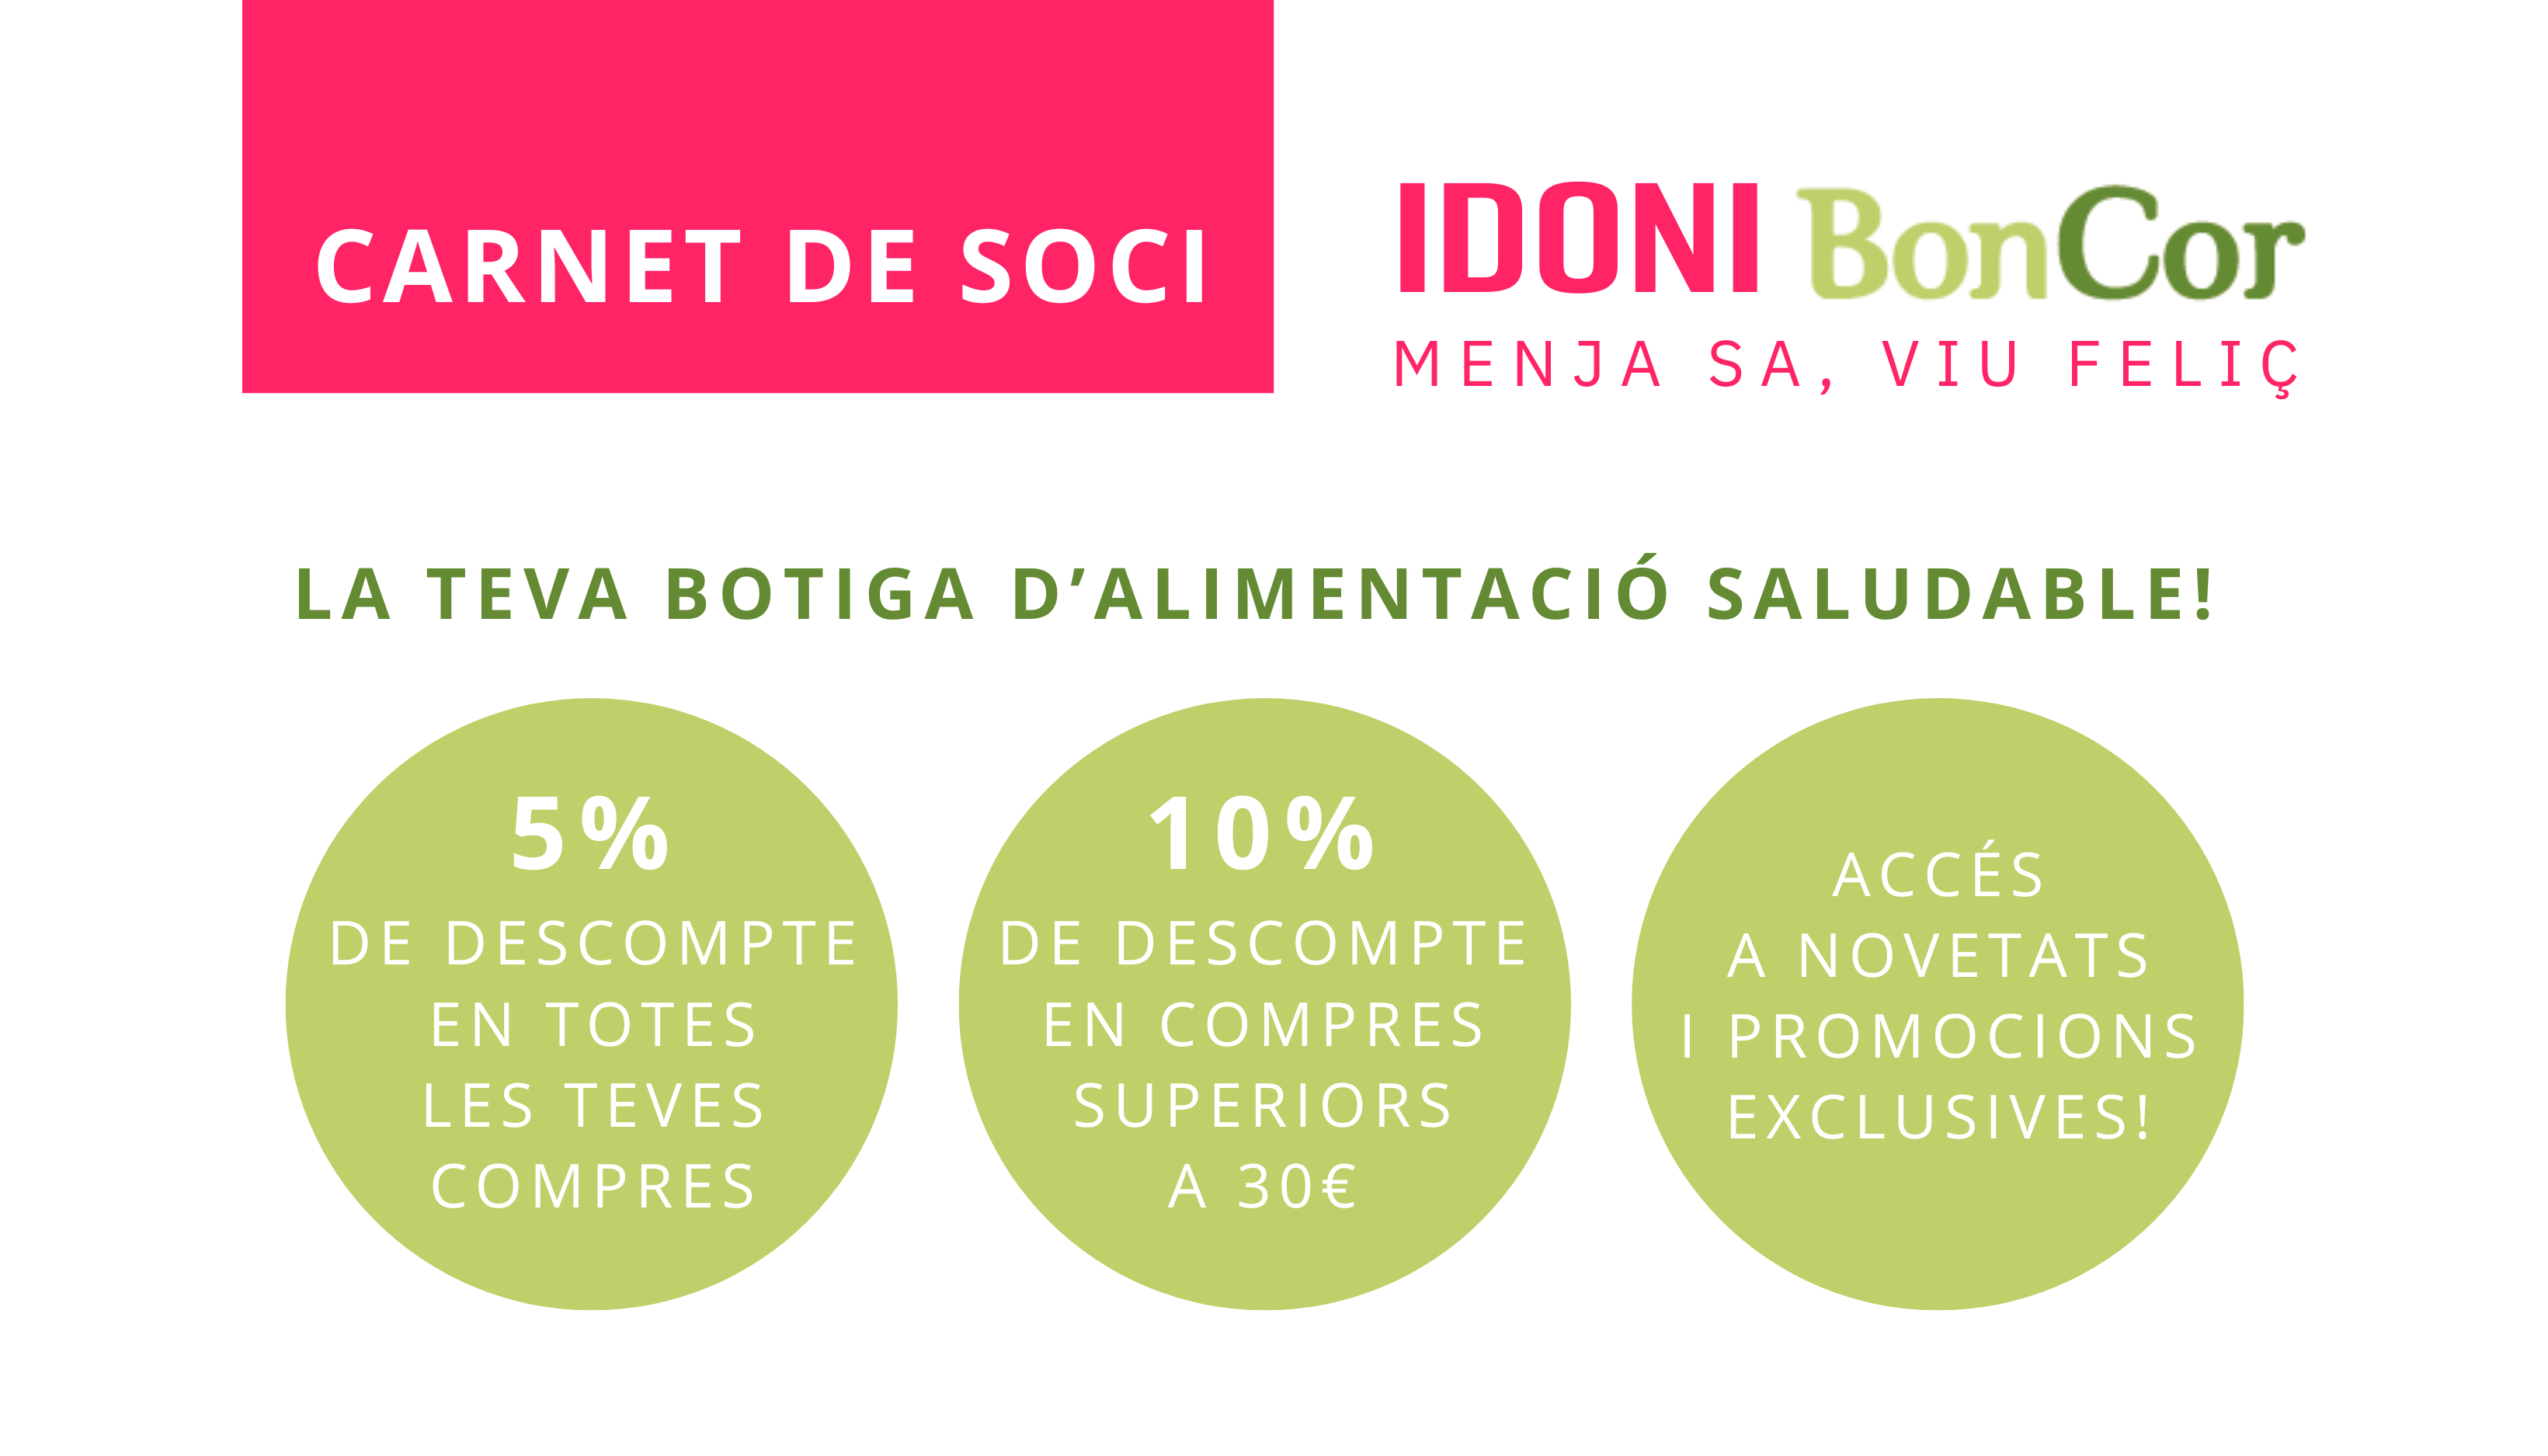 CARNET DE SOCI
IDONI BonCor
MENJA SA, VIU FELIÇ
LA TEVA BOTIGA D’ALIMENTACIÓ SALUDABLE!
5%
DE DESCOMPTE
EN TOTES
LES TEVES
COMPRES
10%
DE DESCOMPTE
EN COMPRES
SUPERIORS
A 30€
ACCÉS
A NOVETATS
I PROMOCIONS
EXCLUSIVES!